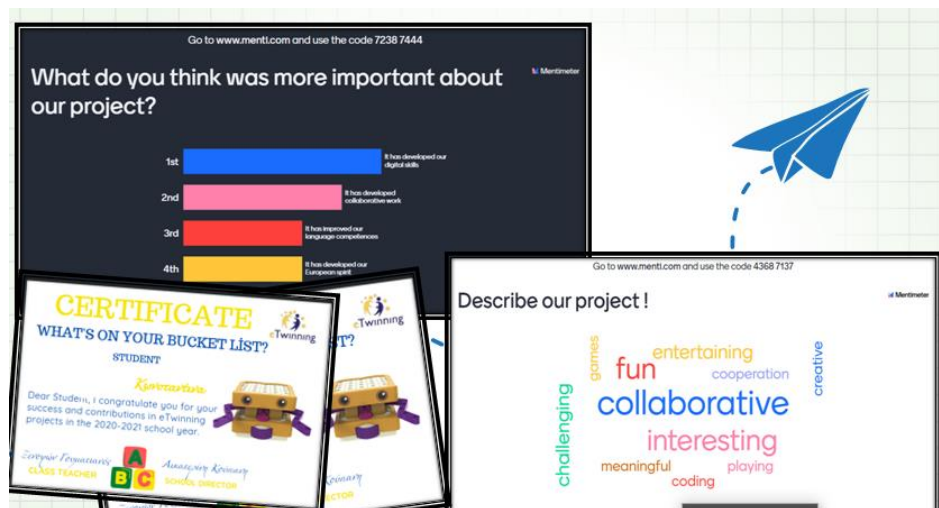 Go to www.menti.com and use the code 7238 7444
What do you think was more important about
our project?
Mentimeter
1st
It has developed our
digital skills
2nd
It has developed
collaborative work
3rd
It has improved our
language competences
4th
It has developed our
European spirit
CERTIFICATE
eTwinning
WHAT'S ON YOUR BUCKET LİST?
STUDENT
Κωνσταντίνα
Dear Student, I congratulate you for your
success and contributions in eTwinning
projects in the 2020-2021 school year.
CLASS TEACHER
A
B C
SCHOOL DIRECTOR
eTwinning
T?
ECTOR
Go to www.menti.com and use the code 4368 7137
Describe our project !
Mentimeter
games
entertaining
creative
fun
cooperation
challenging
collaborative
interesting
meaningful
playing
coding